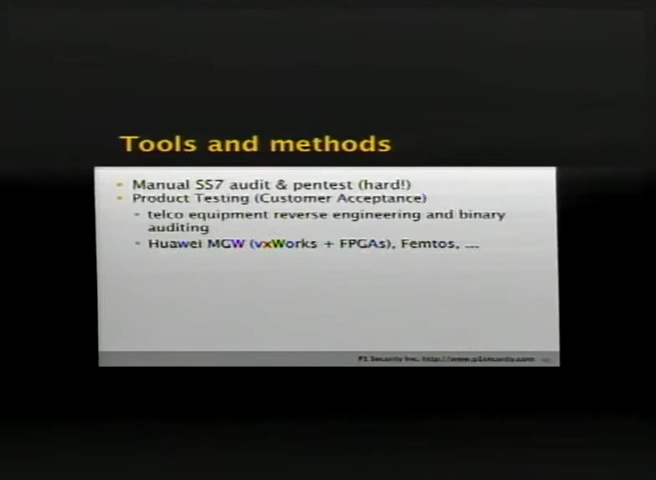 Tools and methods
Manual SS7 audit & pentest (hard!)
Product Testing (Customer Acceptance)
telco equipment reverse engineering and binary
auditing
Huawei MGW (vxWorks + FPGAs), Femtos, ...
P1 Security Inc. http://www.p1security.com